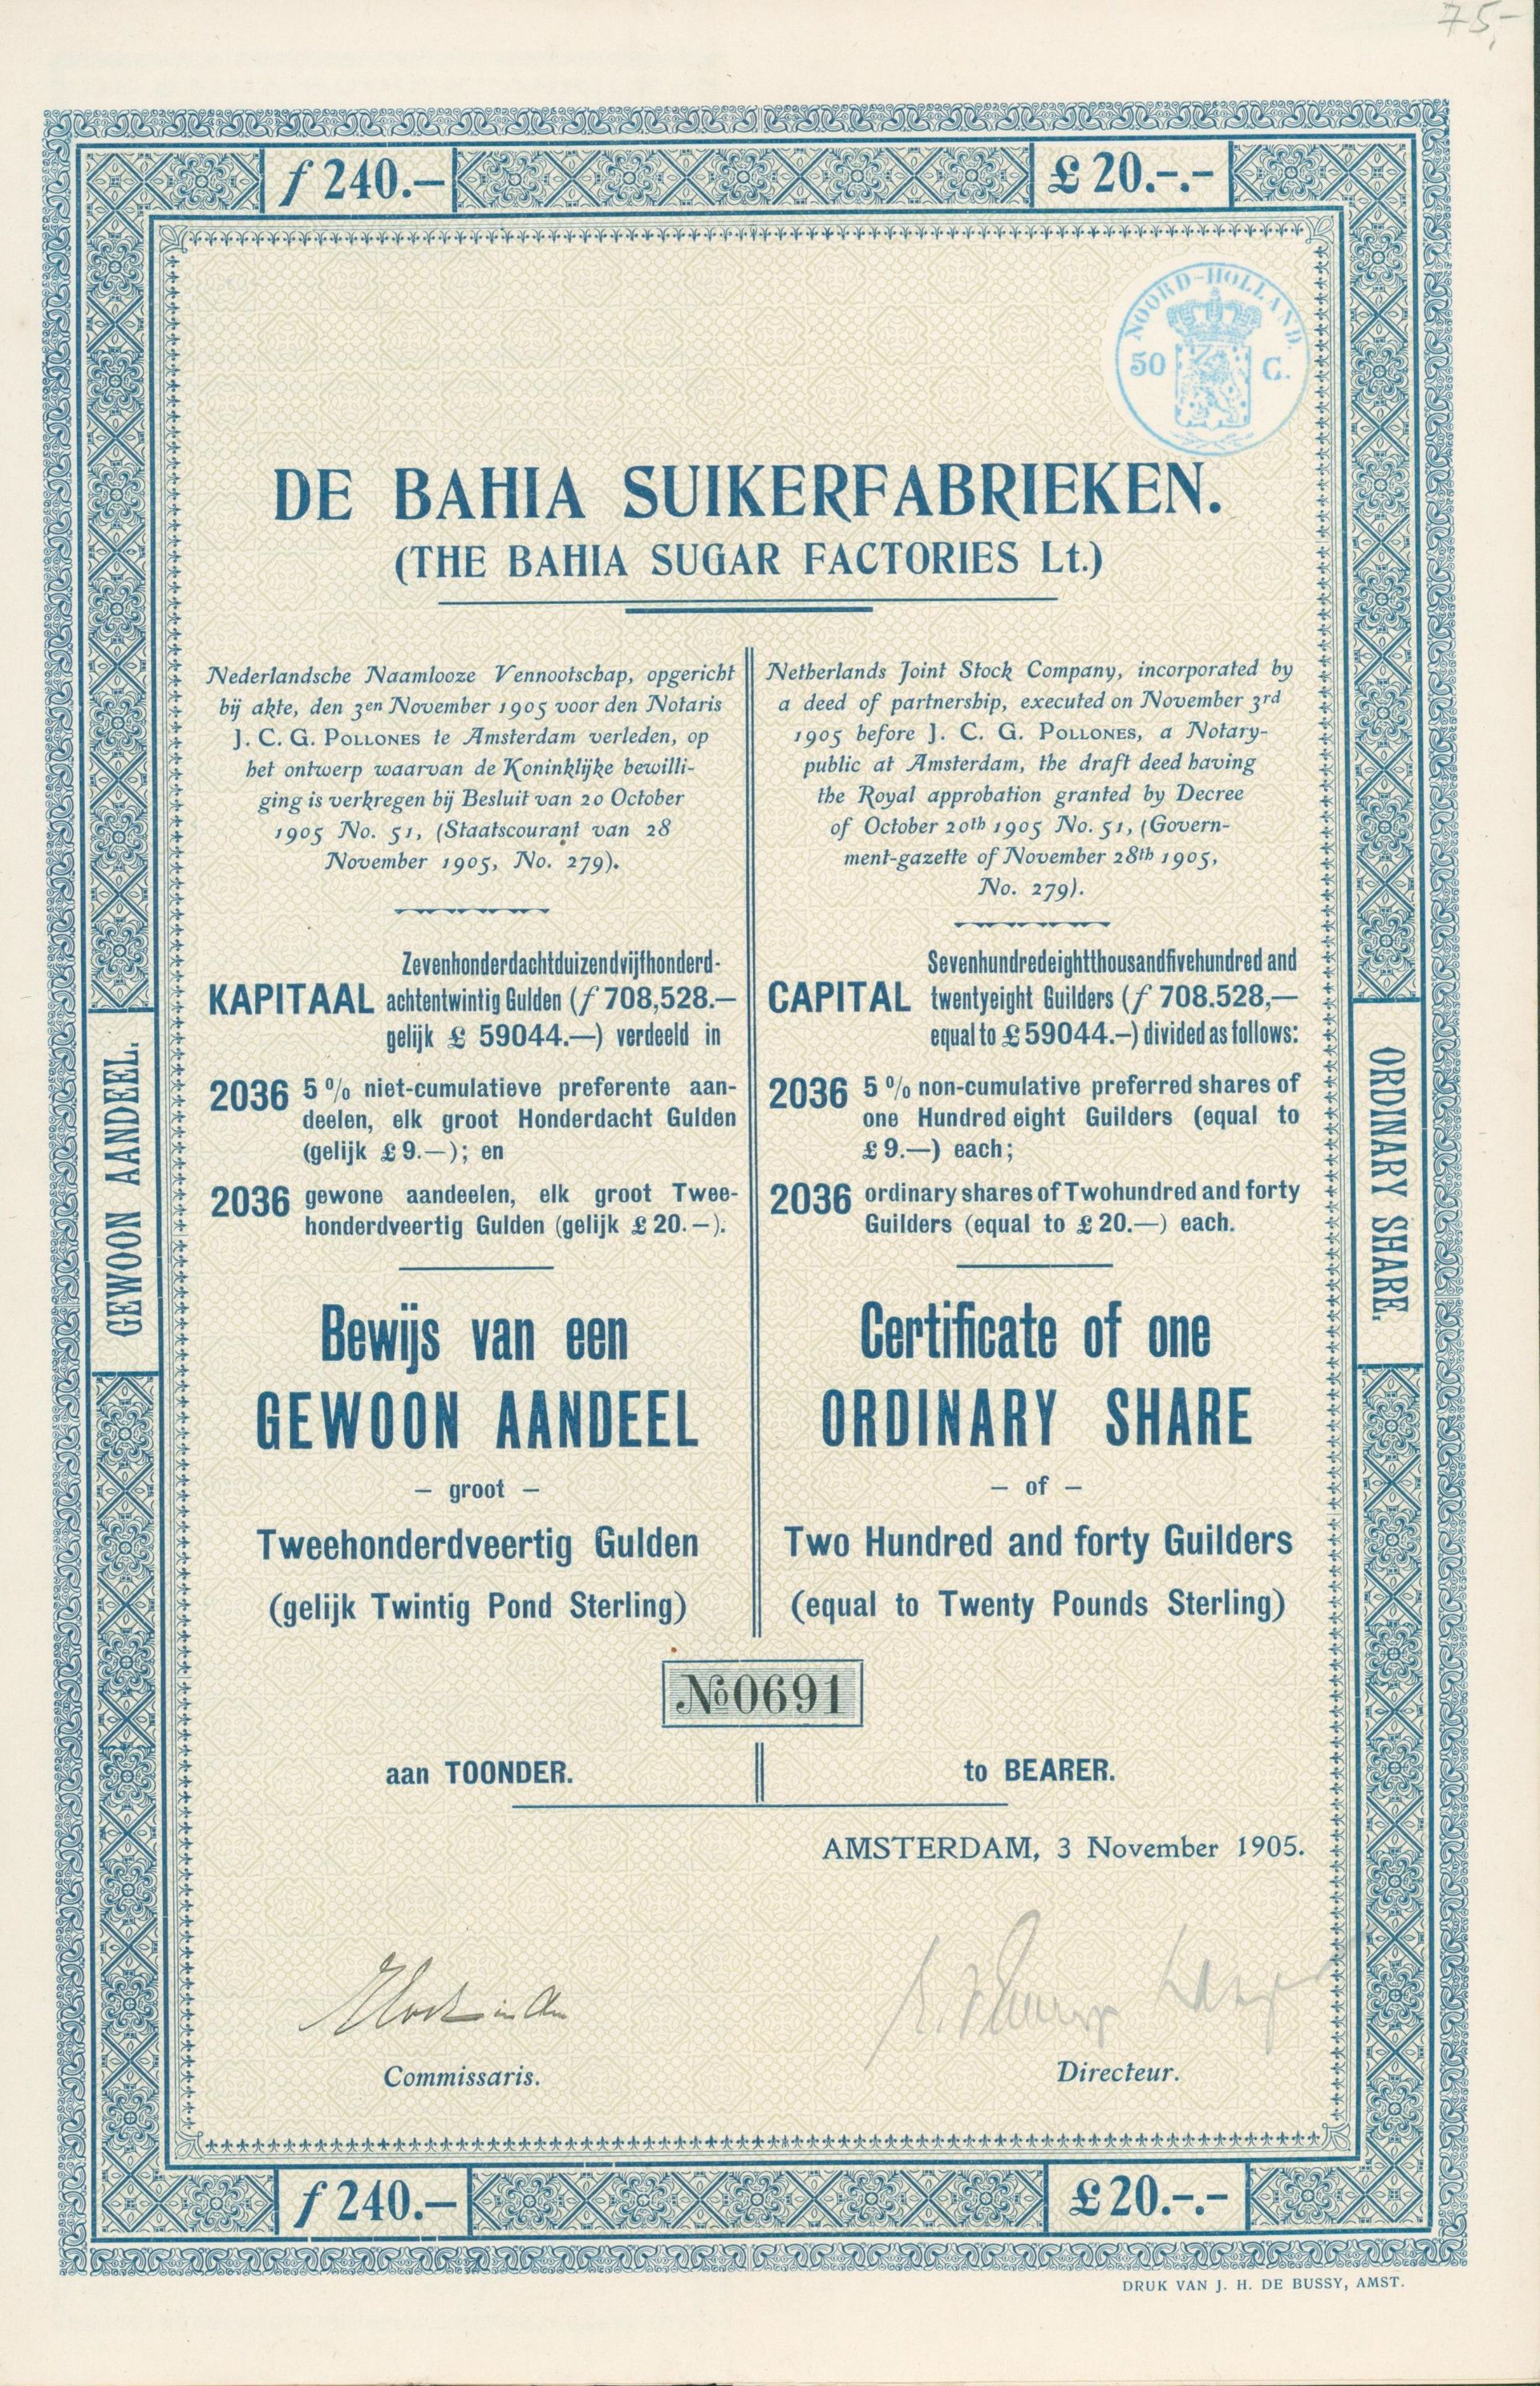 75,-
f 240.— £ 20.-.-
NOORD-HOLLAND.
50 C.
DE BAHIA SUIKERFABRIEKEN.
(THE BAHIA SUGAR FACTORIES Lt.)
Nederlandsche Naamlooze Vennootschap, opgericht
bij akte, den 3en November 1905 voor den Notaris
J. C. G. POLLONES te Amsterdam verleden, op
het ontwerp waarvan de Koninklijke bewilli-
ging is verkregen bij Besluit van 20 October
1905 No. 51, (Staatscourant van 28
November 1905, No. 279).
KAPITAAL Zevenhonderdachtduizendvijfhonderd-
achtentwintig Gulden (f 708,528.—
gelijk £ 59044.—) verdeeld in
2036 5 % niet-cumulatieve preferente aan-
deelen, elk groot Honderdacht Gulden
(gelijk £ 9.—); en
2036 gewone aandeelen, elk groot Twee-
honderdveertig Gulden (gelijk £ 20.—).
Bewijs van een
GEWOON AANDEEL
— groot —
Tweehonderdveertig Gulden
(gelijk Twintig Pond Sterling)
Netherlands Joint Stock Company, incorporated by
a deed of partnership, executed on November 3rd
1905 before J. C. G. POLLONES, a Notary-
public at Amsterdam, the draft deed having
the Royal approbation granted by Decree
of October 20th 1905 No. 51, (Govern-
ment-gazette of November 28th 1905,
No. 279).
CAPITAL Sevenhundredeightthousandfivehundred and
twentyeight Guilders (f 708.528,—
equal to £ 59044.—) divided as follows:
2036 5 % non-cumulative preferred shares of
one Hundred eight Guilders (equal to
£ 9.—) each;
2036 ordinary shares of Twohundred and forty
Guilders (equal to £ 20.—) each.
Certificate of one
ORDINARY SHARE
— of —
Two Hundred and forty Guilders
(equal to Twenty Pounds Sterling)
GEWOON AANDEEL.
ORDINARY SHARE.
No 0691
aan TOONDER. to BEARER.
AMSTERDAM, 3 November 1905.
Commissaris. Directeur.
f 240.— £ 20.-.-
DRUK VAN J. H. DE BUSSY, AMST.